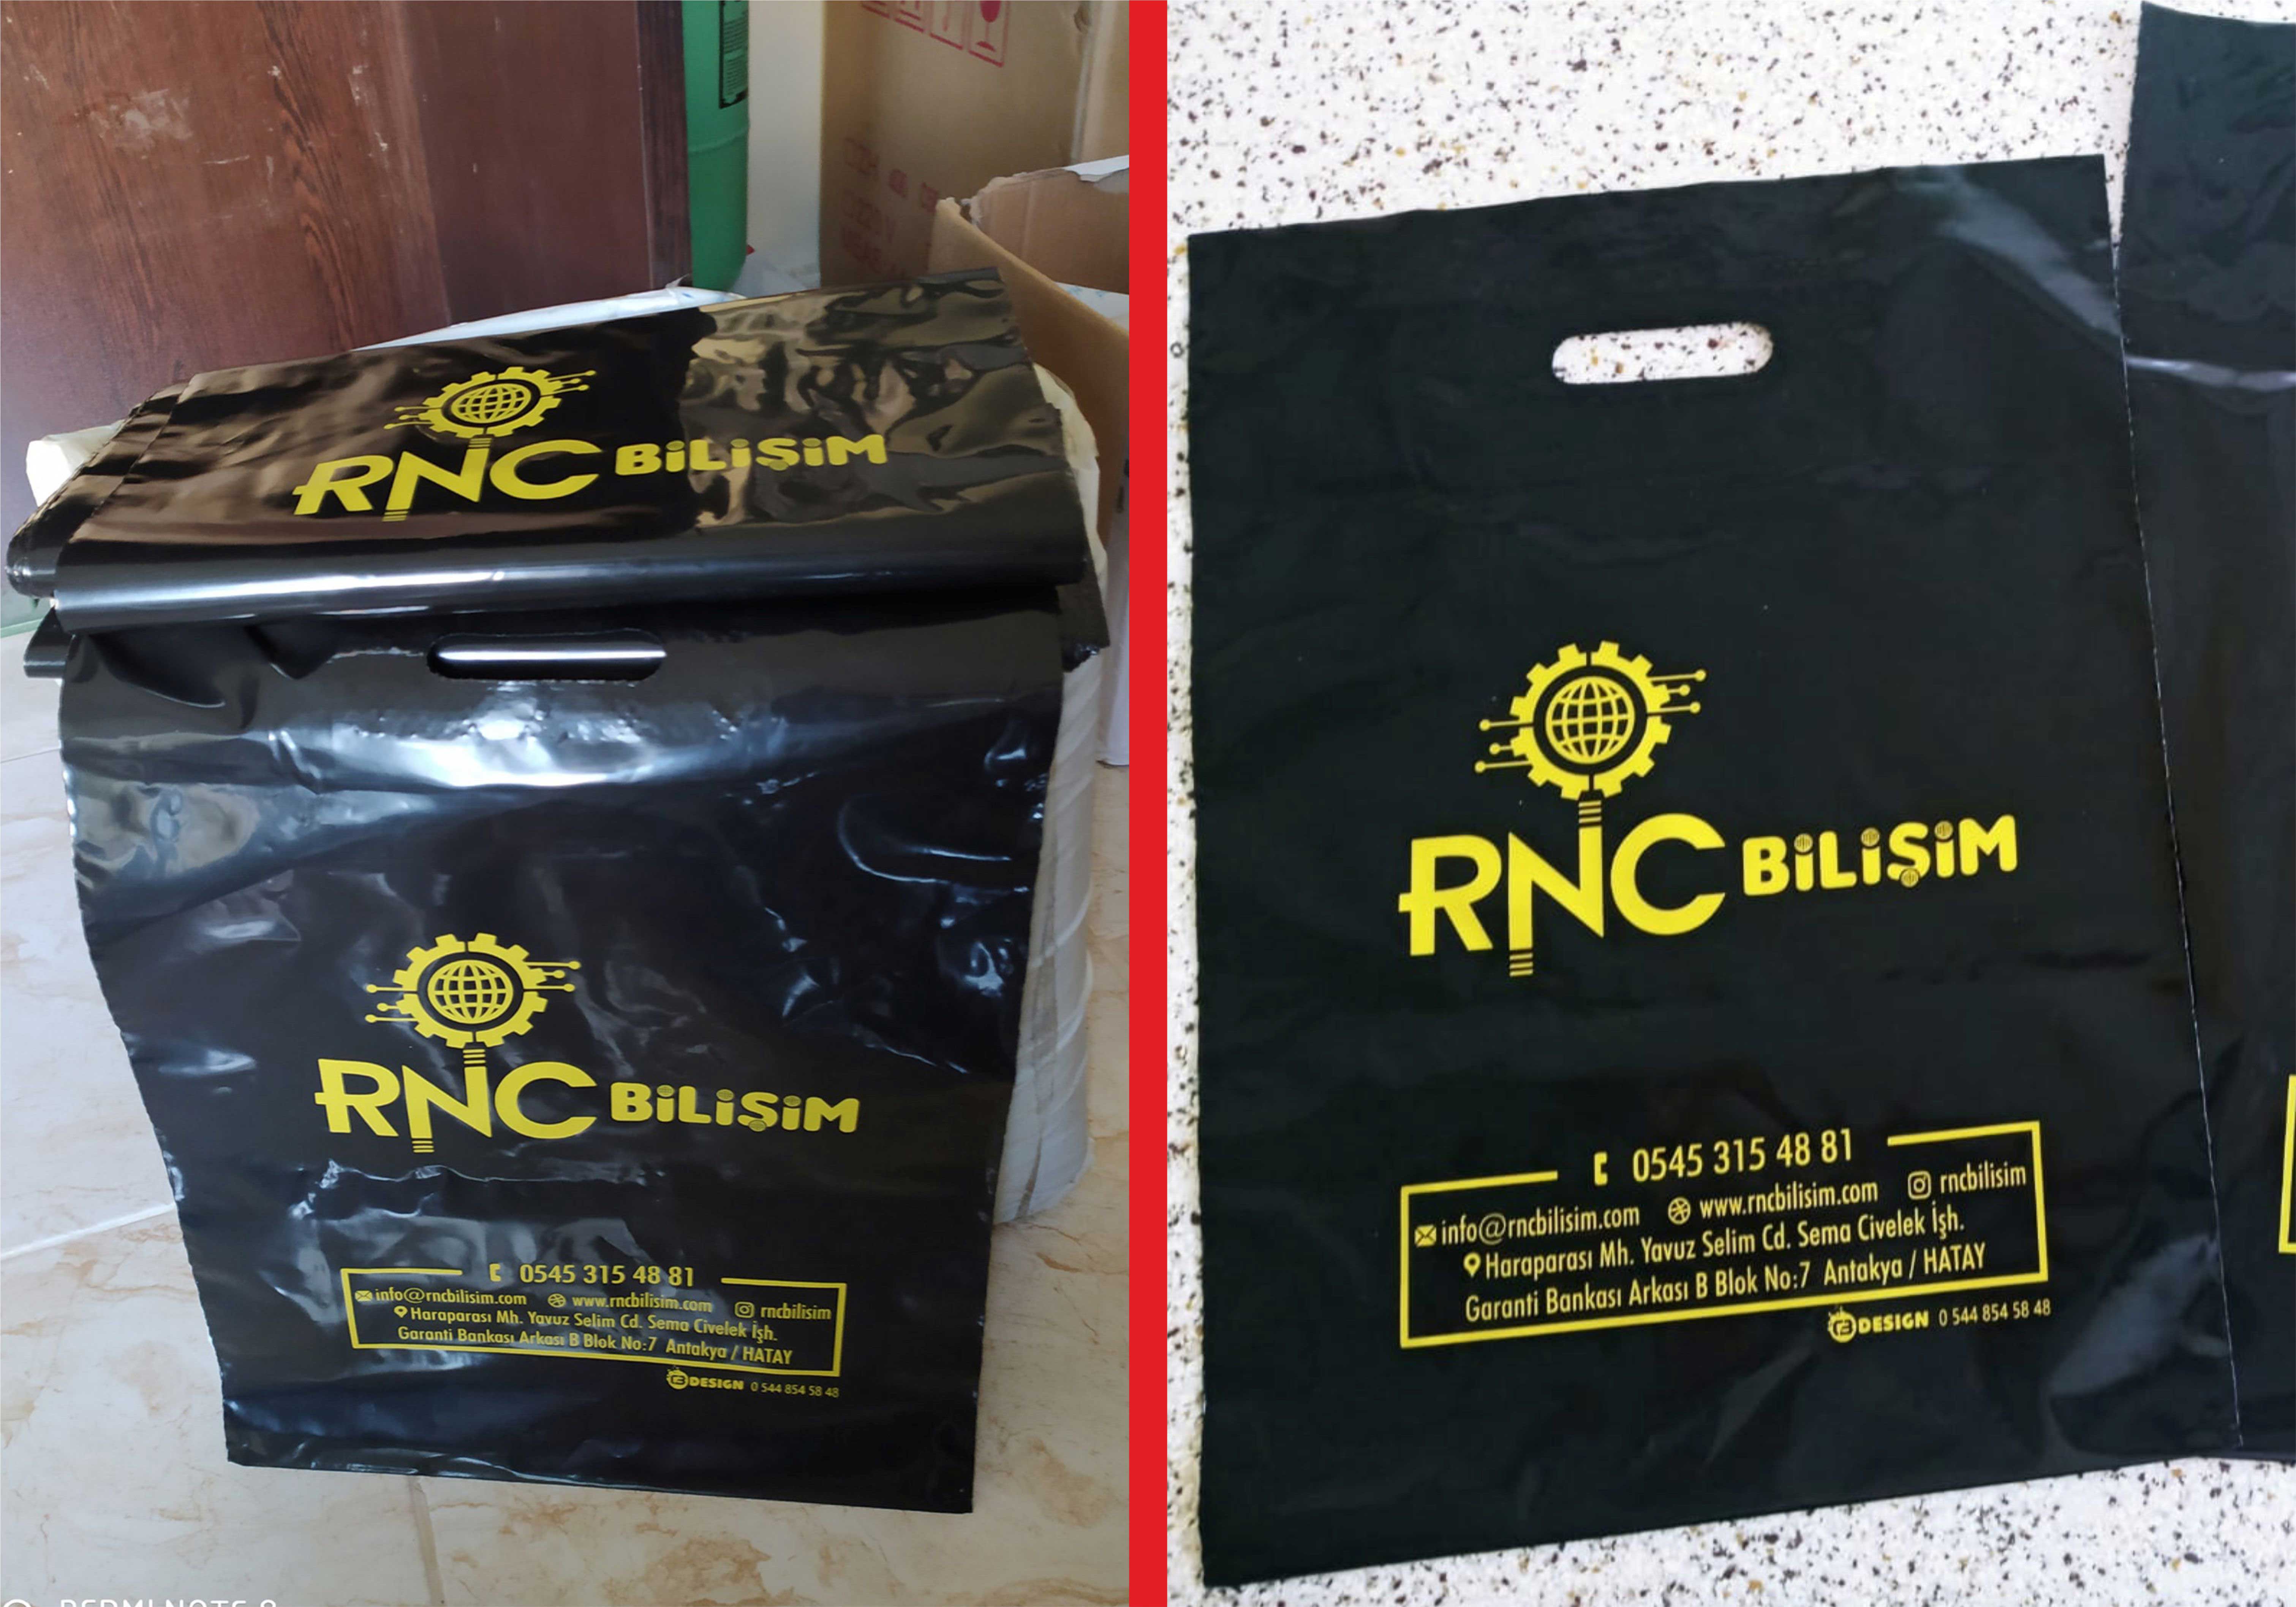 RNC BİLİŞİM
RNC BİLİŞİM
0545 315 48 81
info@rncbilisim.com www.rncbilisim.com rncbilisim
Haraparası Mh. Yavuz Selim Cd. Sema Civelek İşh.
Garanti Bankası Arkası B Blok No:7 Antakya / HATAY
DESIGN 0 544 854 58 48
RNC BİLİŞİM
0545 315 48 81
info@rncbilisim.com www.rncbilisim.com rncbilisim
Haraparası Mh. Yavuz Selim Cd. Sema Civelek İşh.
Garanti Bankası Arkası B Blok No:7 Antakya / HATAY
DESIGN 0 544 854 58 48